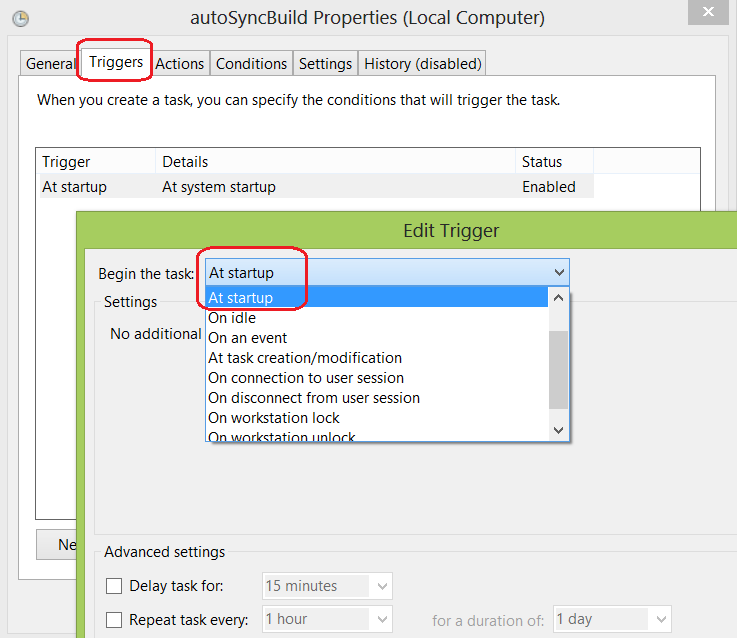 autoSyncBuild Properties (Local Computer)
General Triggers Actions Conditions Settings History (disabled)
When you create a task, you can specify the conditions that will trigger the task.
Trigger Details Status
At startup At system startup Enabled
Edit Trigger
Begin the task: At startup
Settings At startup
On idle
No additional On an event
At task creation/modification
On connection to user session
On disconnect from user session
On workstation lock
On workstation unlock
Ne
Advanced settings
Delay task for: 15 minutes
Repeat task every: 1 hour for a duration of: 1 day